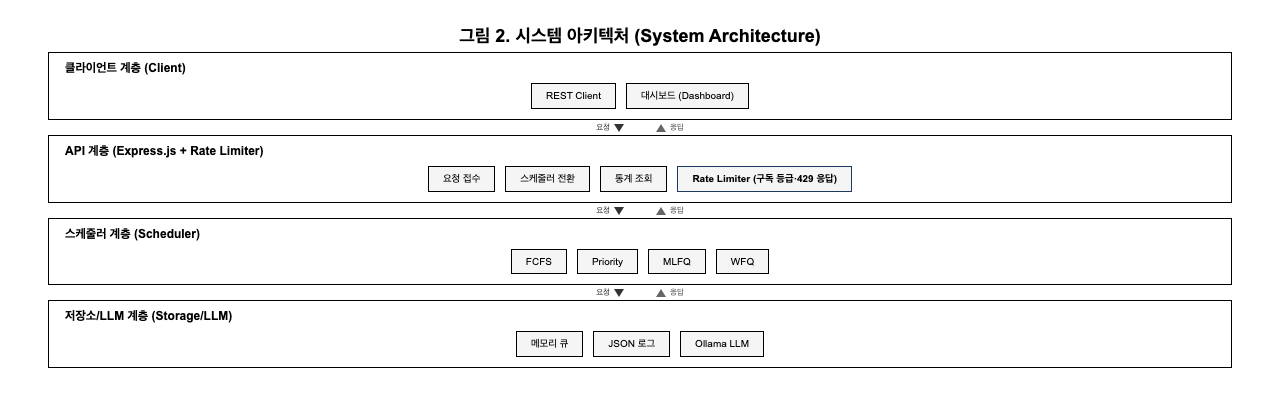 그림 2. 시스템 아키텍처 (System Architecture)
클라이언트 계층 (Client)
REST Client
대시보드 (Dashboard)
요청 ▼ ▲ 응답
API 계층 (Express.js + Rate Limiter)
요청 접수
스케줄러 전환
통계 조회
Rate Limiter (구독 등급·429 응답)
요청 ▼ ▲ 응답
스케줄러 계층 (Scheduler)
FCFS
Priority
MLFQ
WFQ
요청 ▼ ▲ 응답
저장소/LLM 계층 (Storage/LLM)
메모리 큐
JSON 로그
Ollama LLM